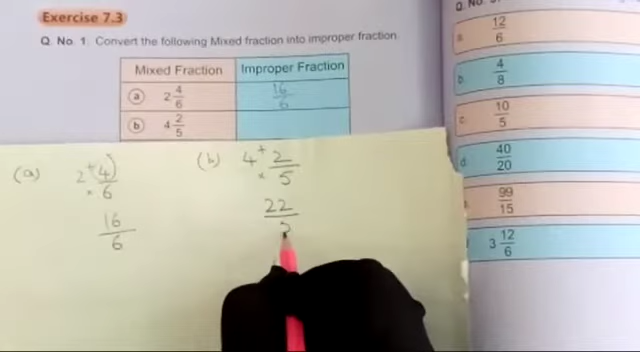 Exercise 7.3
Q. No. 1. Convert the following Mixed fraction into improper fraction.
Mixed Fraction Improper Fraction
a 2 4/6 16/6
b 4 2/5
(a) 2 + 4/6 ×
16/6
(b) 4 + 2/5 ×
22/5
Q. No.
a 12/6
b. 4/8
c. 10/5
d. 40/20
99/15
3 12/6